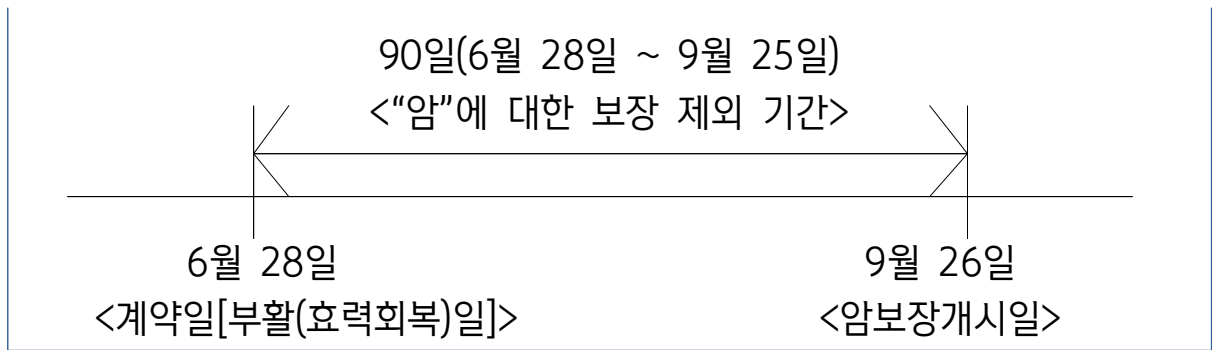 90일(6월 28일 ~ 9월 25일)
<“암”에 대한 보장 제외 기간>
6월 28일
<계약일[부활(효력회복)일]>
9월 26일
<암보장개시일>